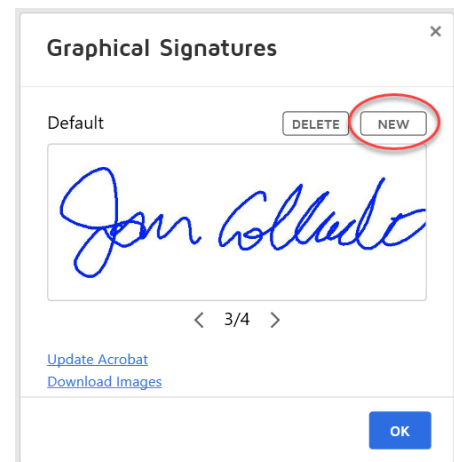 Graphical Signatures
×
Default
DELETE NEW
3/4
Update Acrobat
Download Images
OK